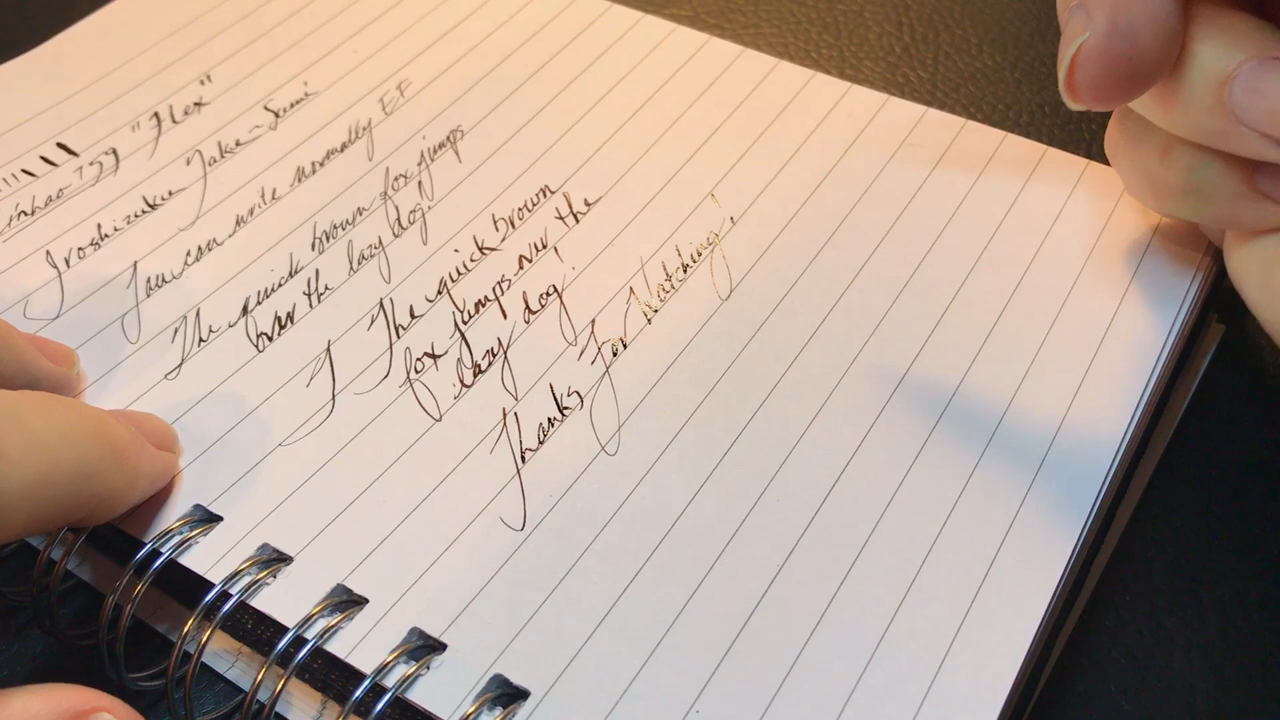 159 "Flex"
Iroshizuku Take-Sumi
You can write normally EF
The quick brown fox jumps
over the lazy dog!
The quick brown
fox jumps over the
lazy dog!
Thanks For Watching!